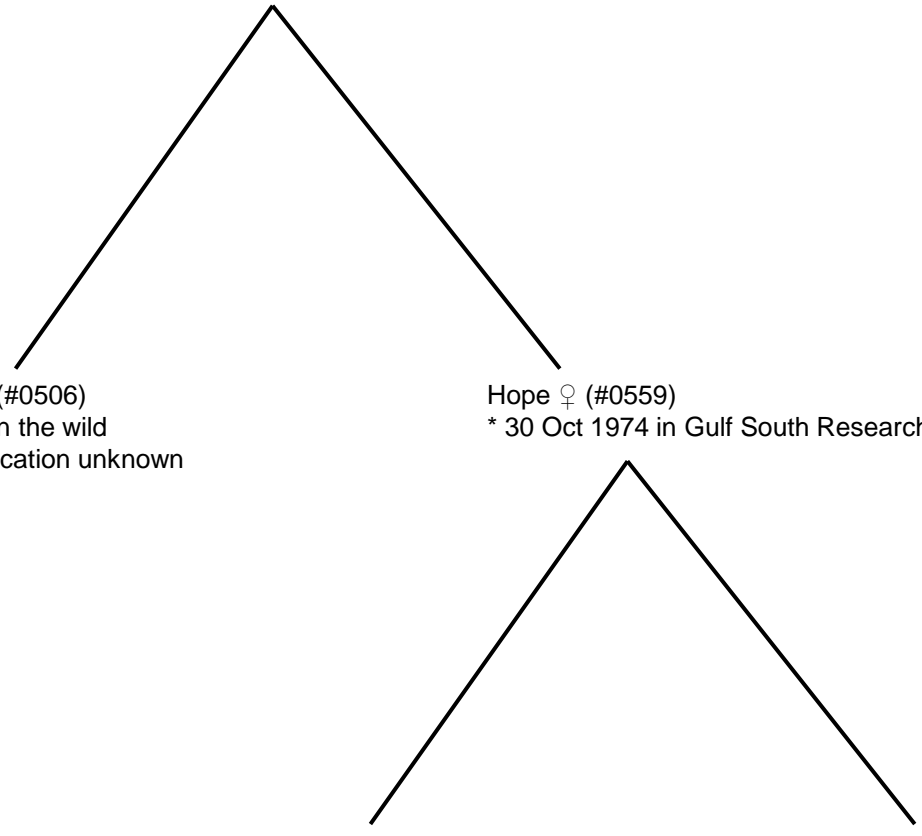 (#0506)
n the wild
cation unknown
Hope ♀ (#0559)
* 30 Oct 1974 in Gulf South Research